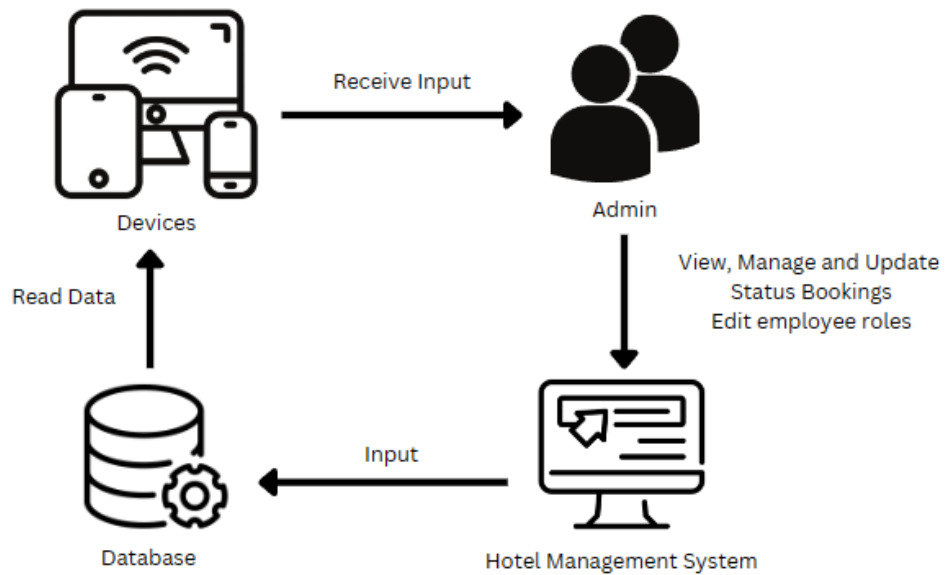 Receive Input
Devices
Admin
View, Manage and Update
Status Bookings
Edit employee roles
Read Data
Input
Database
Hotel Management System